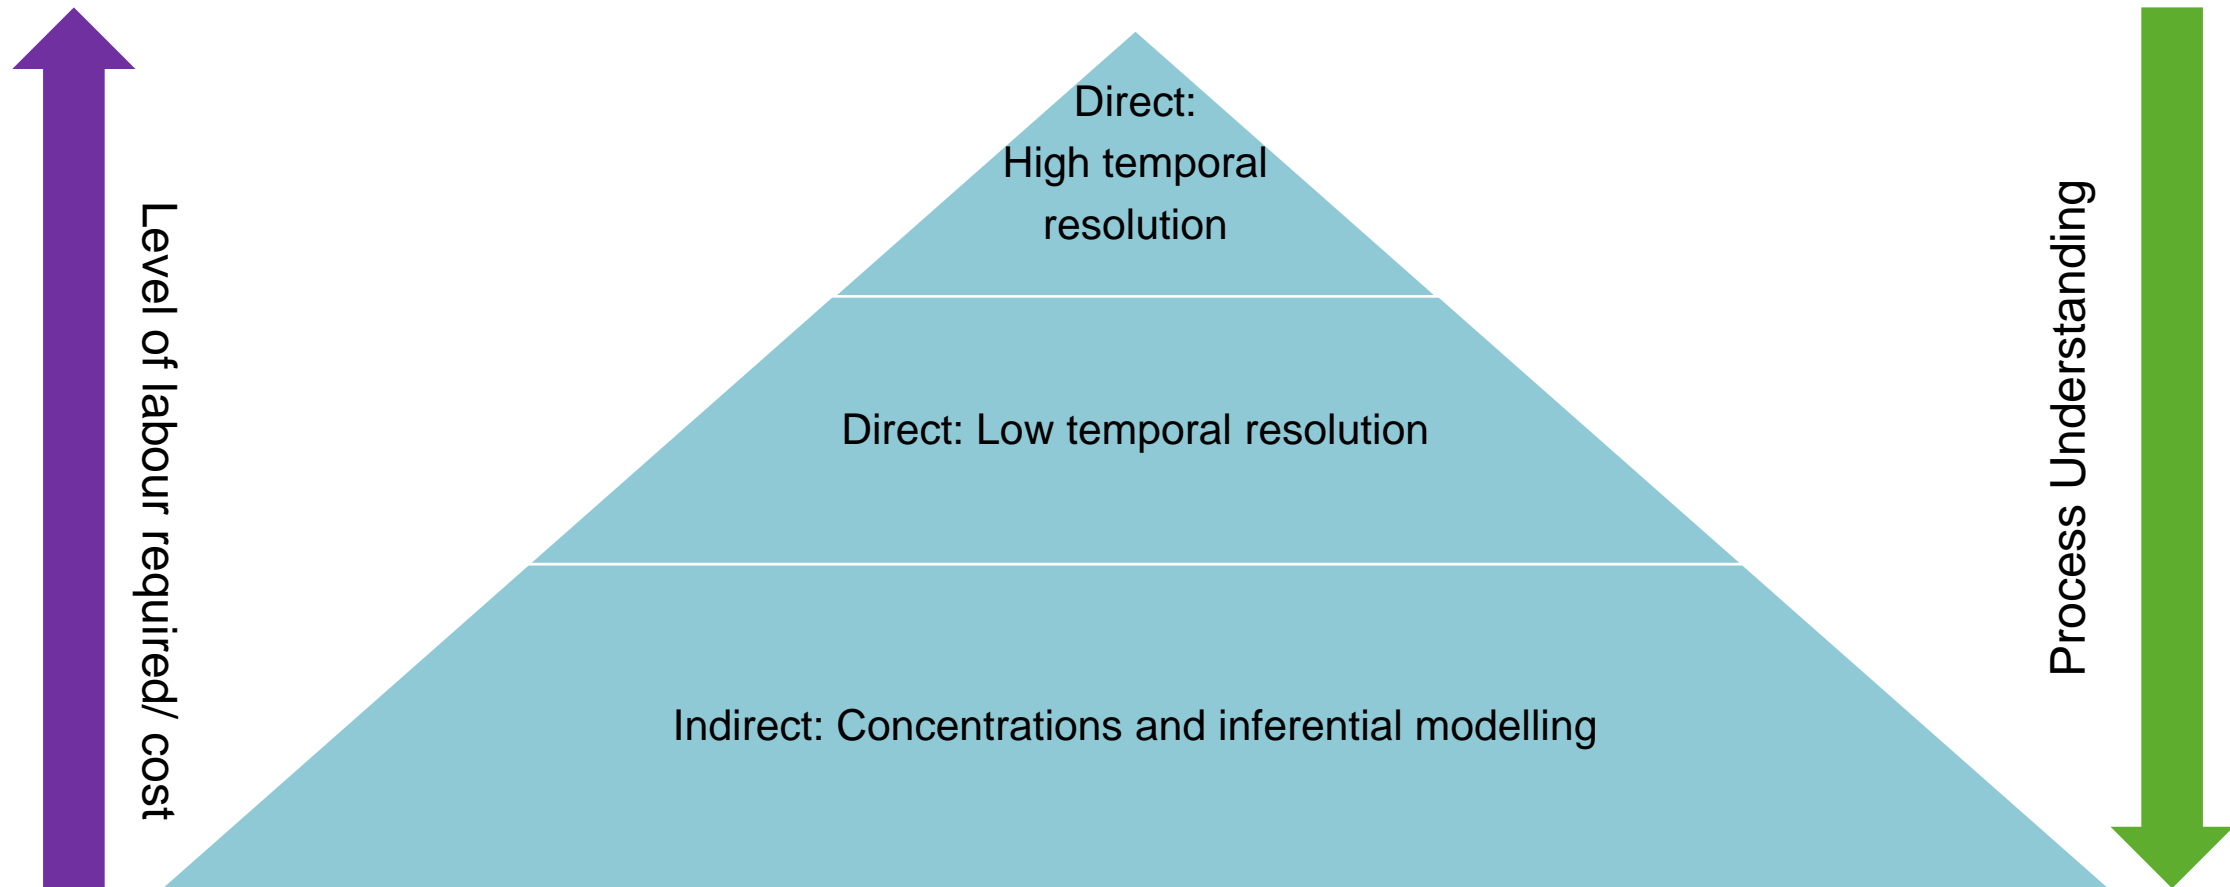 Direct:
High temporal
resolution
Direct: Low temporal resolution
Indirect: Concentrations and inferential modelling
Level of labour required/ cost
Process Understanding